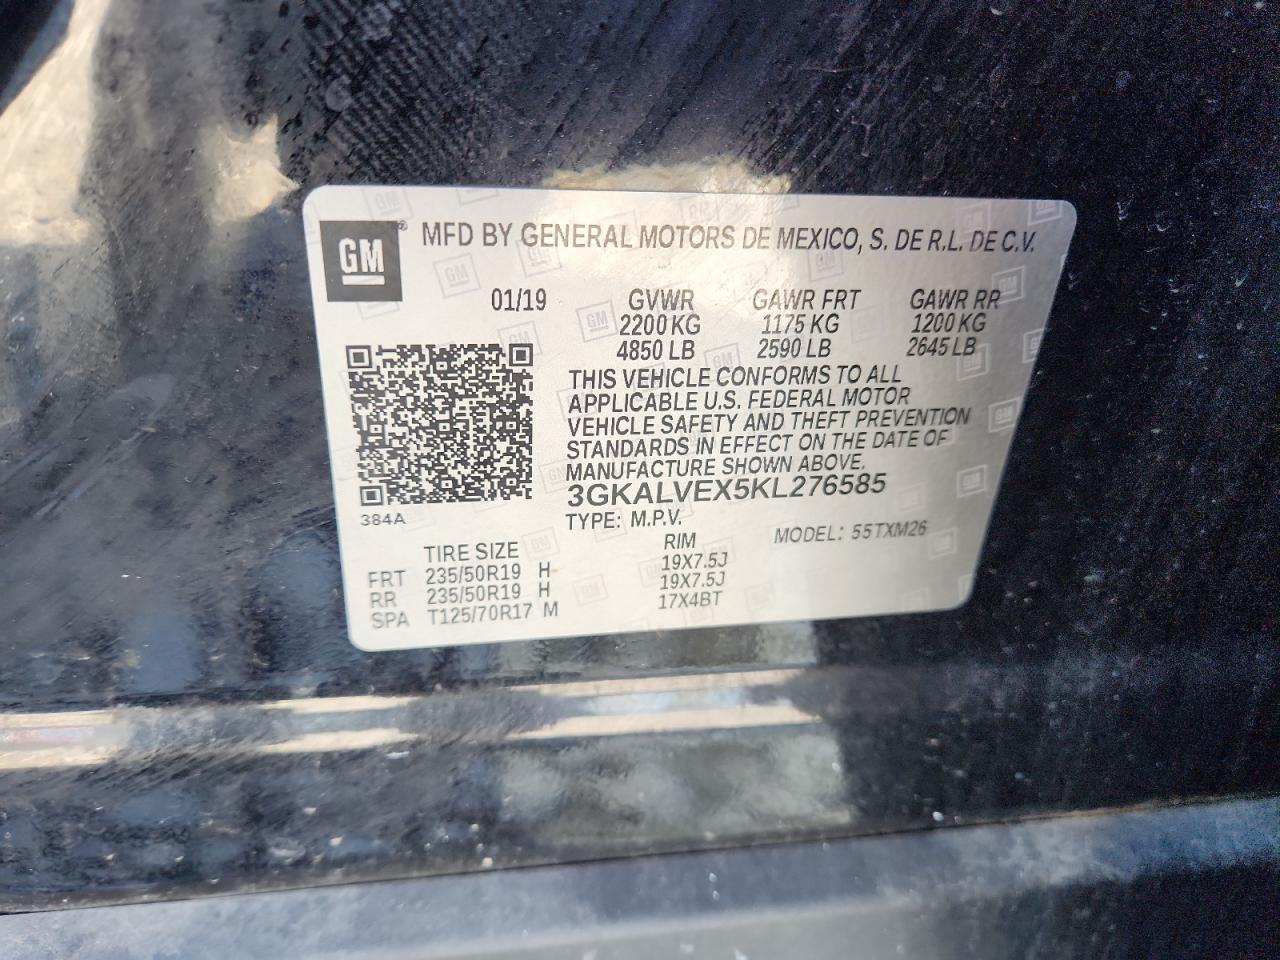 GM® MFD BY GENERAL MOTORS DE MEXICO, S. DE R.L. DE C.V.
01/19 GVWR GAWR FRT GAWR RR
2200 KG 1175 KG 1200 KG
4850 LB 2590 LB 2645 LB
THIS VEHICLE CONFORMS TO ALL
APPLICABLE U.S. FEDERAL MOTOR
VEHICLE SAFETY AND THEFT PREVENTION
STANDARDS IN EFFECT ON THE DATE OF
MANUFACTURE SHOWN ABOVE.
3GKALVEX5KL276585
384A
TYPE: M.P.V. MODEL: 55TXM26
TIRE SIZE RIM
FRT 235/50R19 H 19X7.5J
RR 235/50R19 H 19X7.5J
SPA T125/70R17 M 17X4BT